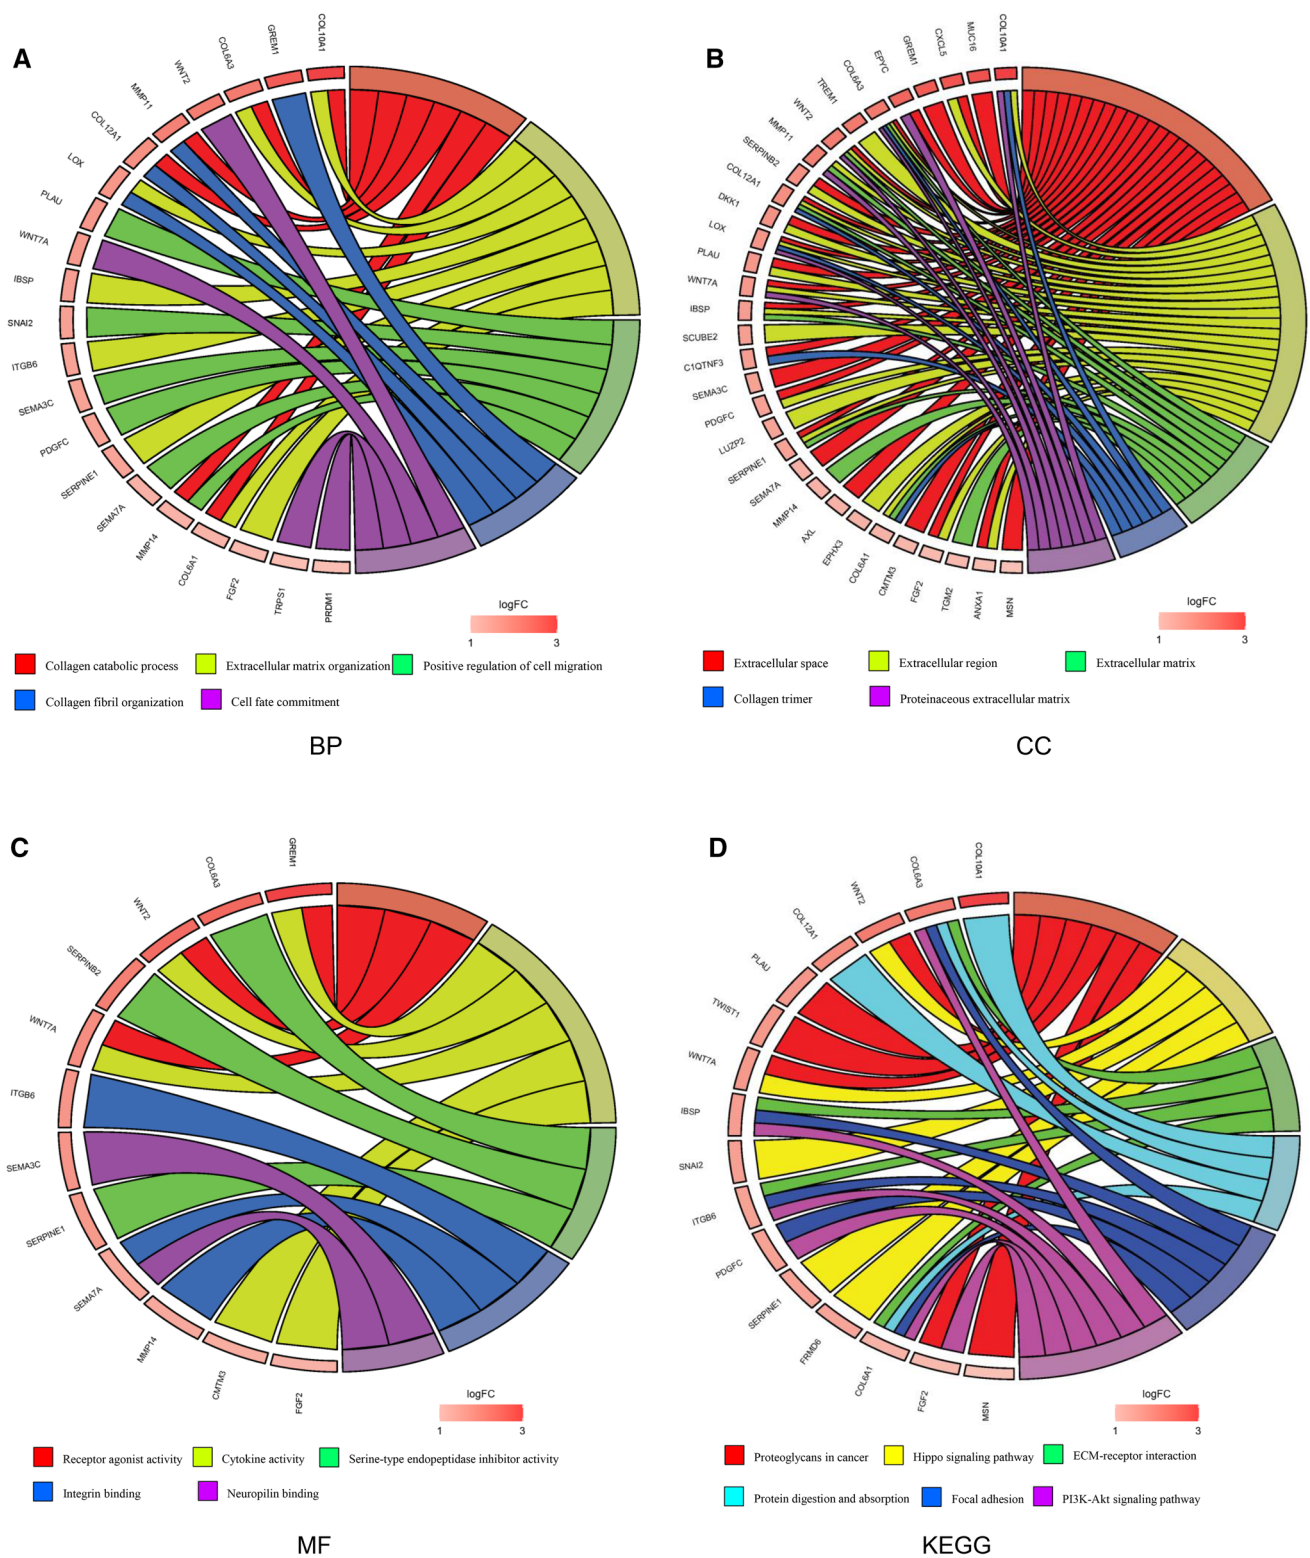 A
COL10A1
GREM1
COL6A3
WNT2
MMP11
COL12A1
LOX
PLAU
WNT7A
IBSP
SNAI2
ITGB6
SEMA3C
PDGFC
SERPINE1
SEMA7A
MMP14
COL6A1
FGF2
TRPS1
PRDM1
logFC
1 3
Collagen catabolic process Extracellular matrix organization Positive regulation of cell migration
Collagen fibril organization Cell fate commitment
BP
B
COL10A1
MUC16
CXCL5
GREM1
EPYC
COL6A3
TREM1
WNT2
MMP11
SERPINB2
COL12A1
DKK1
LOX
PLAU
WNT7A
IBSP
SCUBE2
C1QTNF3
SEMA3C
PDGFC
LUZP2
SERPINE1
SEMA7A
MMP14
AXL
EPHX3
COL6A1
CMTM3
FGF2
TGM2
ANXA1
MSN
logFC
1 3
Extracellular space Extracellular region Extracellular matrix
Collagen trimer Proteinaceous extracellular matrix
CC
C
GREM1
COL6A3
WNT2
SERPINB2
WNT7A
ITGB6
SEMA3C
SERPINE1
SEMA7A
MMP14
CMTM3
FGF2
logFC
1 3
Receptor agonist activity Cytokine activity Serine-type endopeptidase inhibitor activity
Integrin binding Neuropilin binding
MF
D
COL10A1
COL6A3
WNT2
COL12A1
PLAU
TWIST1
WNT7A
IBSP
SNAI2
ITGB6
PDGFC
SERPINE1
FRMD6
COL6A1
FGF2
MSN
logFC
1 3
Proteoglycans in cancer Hippo signaling pathway ECM-receptor interaction
Protein digestion and absorption Focal adhesion PI3K-Akt signaling pathway
KEGG